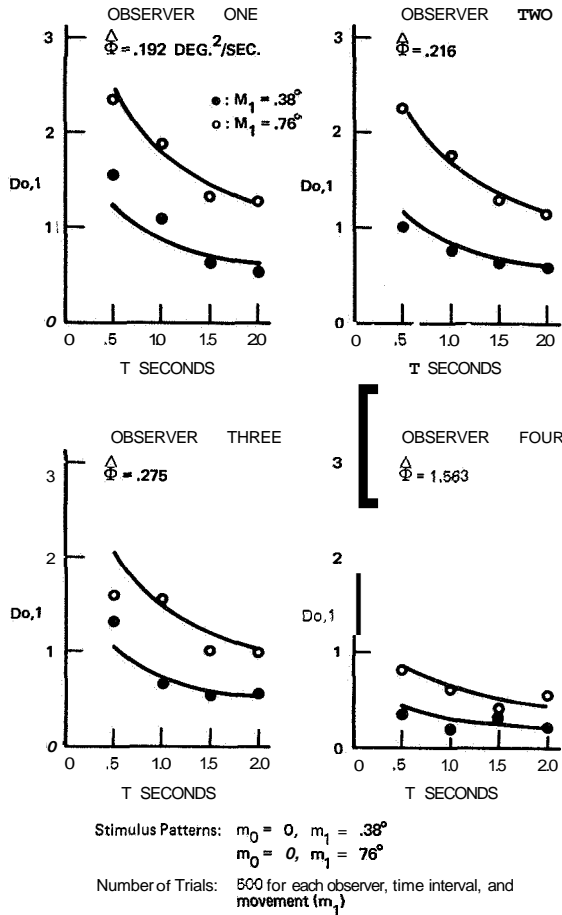 OBSERVER ONE
Φ̂ = .192 DEG.²/SEC.
● : M₁ = .38°
○ : M₁ = .76°
3
2
Do,1
1
0
0 .5 1.0 1.5 20
T SECONDS
OBSERVER TWO
Φ̂ = .216
3
2
Do,1
1
0
0 .5 1.0 1.5 20
T SECONDS
OBSERVER THREE
Φ̂ = .275
3
2
Do,1
1
0
0 .5 1.0 1.5 2.0
T SECONDS
OBSERVER FOUR
Φ̂ = 1.563
3
2
Do,1
1
0
0 .5 1.0 1.5 2.0
T SECONDS
Stimulus Patterns: m₀ = 0, m₁ = .38°
m₀ = 0, m₁ = 76°
Number of Trials: 500 for each observer, time interval, and
movement (m₁)